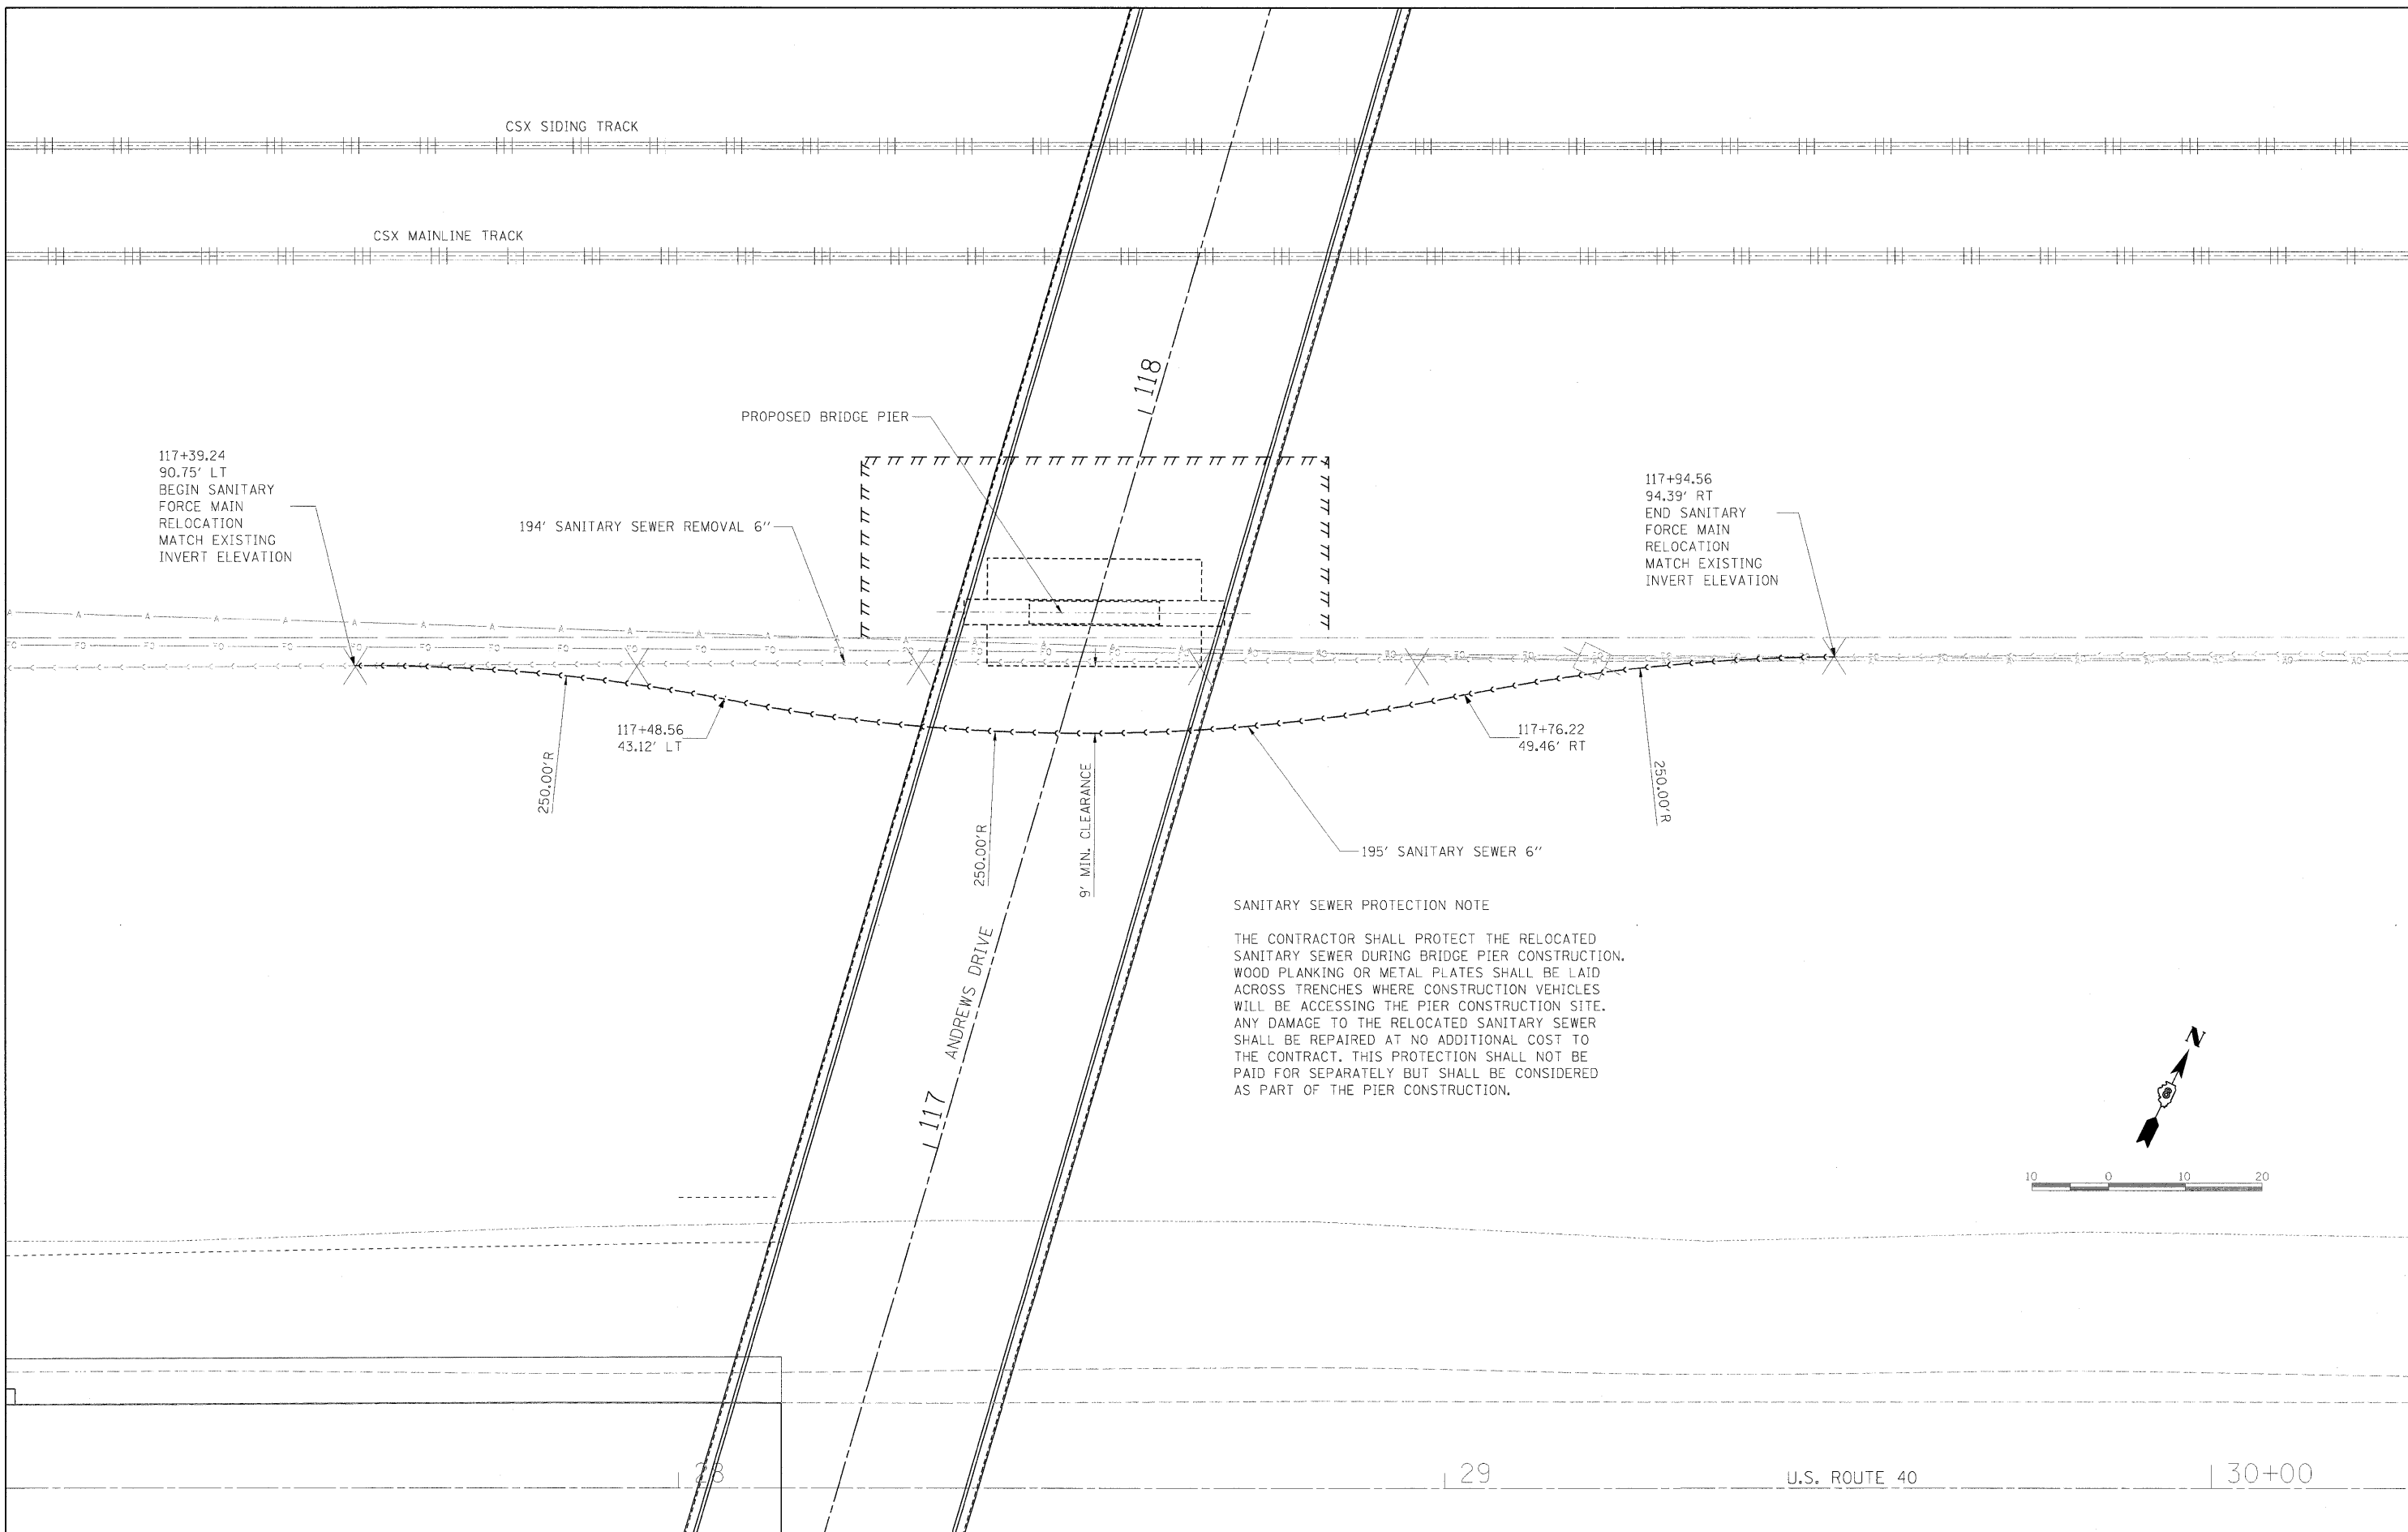 CSX SIDING TRACK
CSX MAINLINE TRACK
118
PROPOSED BRIDGE PIER
117+39.24
90.75' LT
BEGIN SANITARY
FORCE MAIN
RELOCATION
MATCH EXISTING
INVERT ELEVATION
194' SANITARY SEWER REMOVAL 6"
117+94.56
94.39' RT
END SANITARY
FORCE MAIN
RELOCATION
MATCH EXISTING
INVERT ELEVATION
117+48.56
43.12' LT
117+76.22
49.46' RT
250.00'R
250.00'R
9' MIN. CLEARANCE
250.00'R
195' SANITARY SEWER 6"
SANITARY SEWER PROTECTION NOTE
THE CONTRACTOR SHALL PROTECT THE RELOCATED
SANITARY SEWER DURING BRIDGE PIER CONSTRUCTION.
WOOD PLANKING OR METAL PLATES SHALL BE LAID
ACROSS TRENCHES WHERE CONSTRUCTION VEHICLES
WILL BE ACCESSING THE PIER CONSTRUCTION SITE.
ANY DAMAGE TO THE RELOCATED SANITARY SEWER
SHALL BE REPAIRED AT NO ADDITIONAL COST TO
THE CONTRACT. THIS PROTECTION SHALL NOT BE
PAID FOR SEPARATELY BUT SHALL BE CONSIDERED
AS PART OF THE PIER CONSTRUCTION.
ANDREWS DRIVE
117
N
10 0 10 20
28
29
U.S. ROUTE 40
30+00